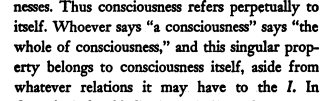 nesses. Thus consciousness refers perpetually to
itself. Whoever says “a consciousness” says “the
whole of consciousness,” and this singular prop-
erty belongs to consciousness itself, aside from
whatever relations it may have to the I. In